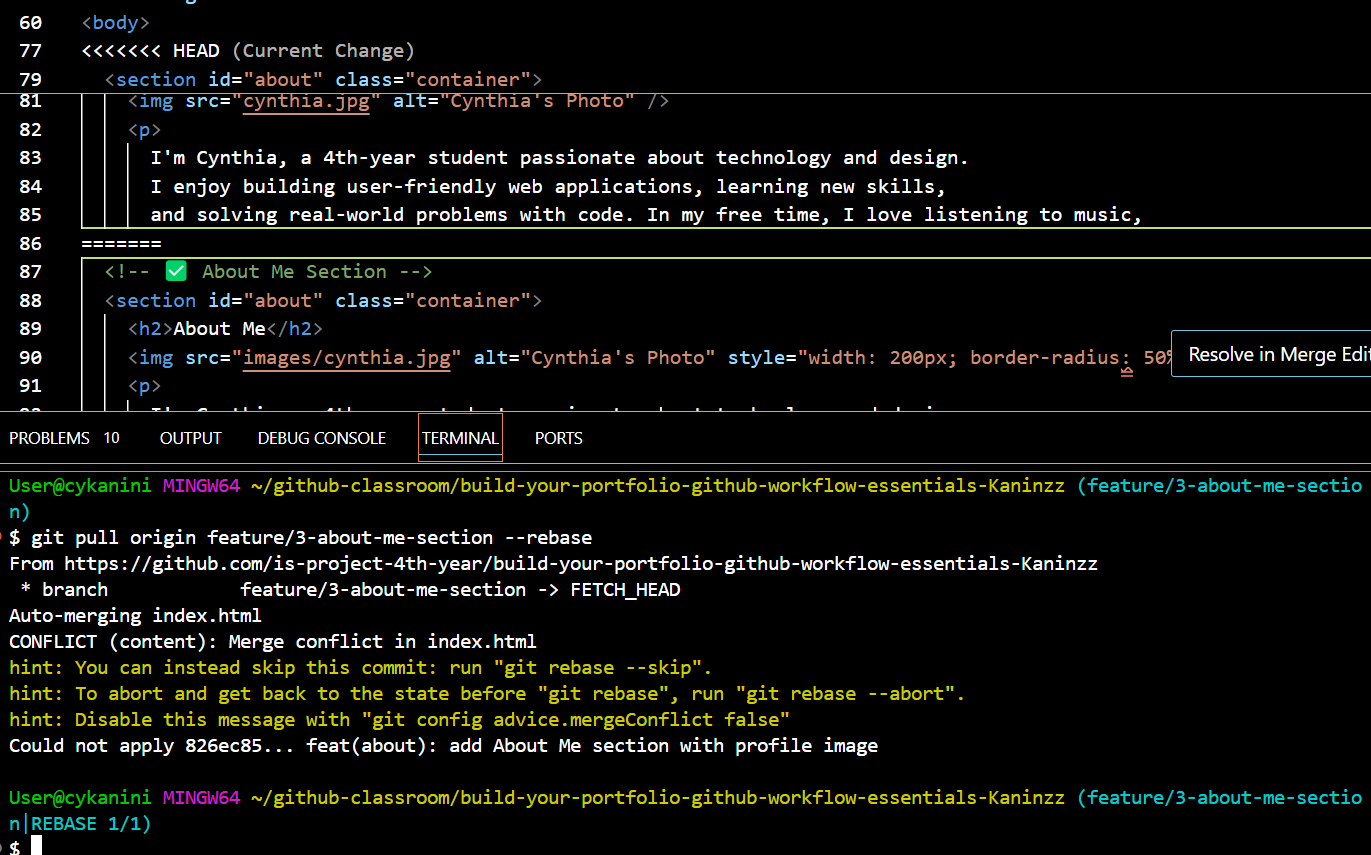 60 <body>
77 <<<<<<< HEAD (Current Change)
79 <section id="about" class="container">
81 <img src="cynthia.jpg" alt="Cynthia's Photo" />
82 <p>
83 I'm Cynthia, a 4th-year student passionate about technology and design.
84 I enjoy building user-friendly web applications, learning new skills,
85 and solving real-world problems with code. In my free time, I love listening to music,
86 =======
87 <!-- ✅ About Me Section -->
88 <section id="about" class="container">
89 <h2>About Me</h2>
90 <img src="images/cynthia.jpg" alt="Cynthia's Photo" style="width: 200px; border-radius: 50%
Resolve in Merge Edit
91 <p>
PROBLEMS 10 OUTPUT DEBUG CONSOLE TERMINAL PORTS
User@cykanini MINGW64 ~/github-classroom/build-your-portfolio-github-workflow-essentials-Kaninzz (feature/3-about-me-sectio
n)
$ git pull origin feature/3-about-me-section --rebase
From https://github.com/is-project-4th-year/build-your-portfolio-github-workflow-essentials-Kaninzz
* branch feature/3-about-me-section -> FETCH_HEAD
Auto-merging index.html
CONFLICT (content): Merge conflict in index.html
hint: You can instead skip this commit: run "git rebase --skip".
hint: To abort and get back to the state before "git rebase", run "git rebase --abort".
hint: Disable this message with "git config advice.mergeConflict false"
Could not apply 826ec85... feat(about): add About Me section with profile image
User@cykanini MINGW64 ~/github-classroom/build-your-portfolio-github-workflow-essentials-Kaninzz (feature/3-about-me-sectio
n|REBASE 1/1)
$